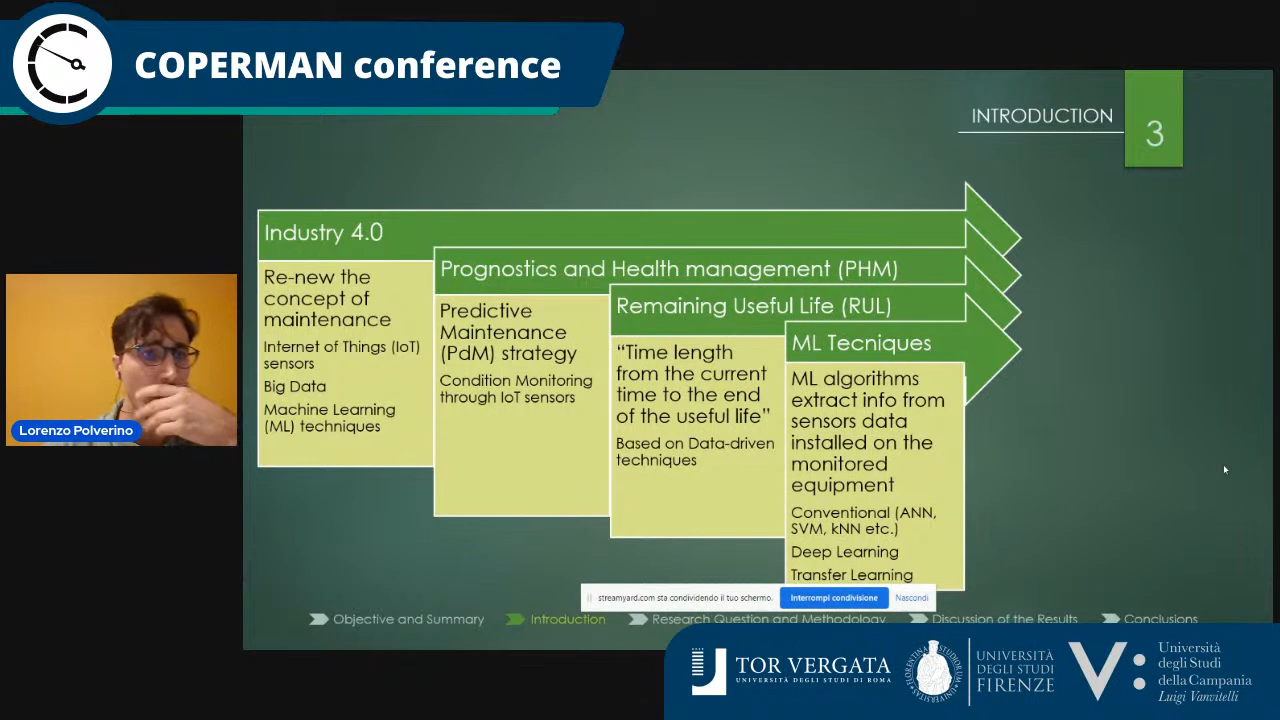 COPERMAN conference
INTRODUCTION
3
Industry 4.0
Re-new the
concept of
maintenance
Internet of Things (IoT)
sensors
Big Data
Machine Learning
(ML) techniques
Prognostics and Health management (PHM)
Predictive
Maintenance
(PdM) strategy
Condition Monitoring
through IoT sensors
Remaining Useful Life (RUL)
“Time length
from the current
time to the end
of the useful life”
Based on Data-driven
techniques
ML Tecniques
ML algorithms
extract info from
sensors data
installed on the
monitored
equipment
Conventional (ANN,
SVM, kNN etc.)
Deep Learning
Transfer Learning
Lorenzo Polverino
streamyard.com sta condividendo il tuo schermo.
Interrompi condivisione
Nascondi
Objective and Summary
Introduction
Research Question and Methodology
Discussion of the Results
Conclusions
TOR VERGATA
UNIVERSITÀ DEGLI STUDI DI ROMA
UNIVERSITÀ
DEGLI STUDI
FIRENZE
V:
Università
degli Studi
della Campania
Luigi Vanvitelli